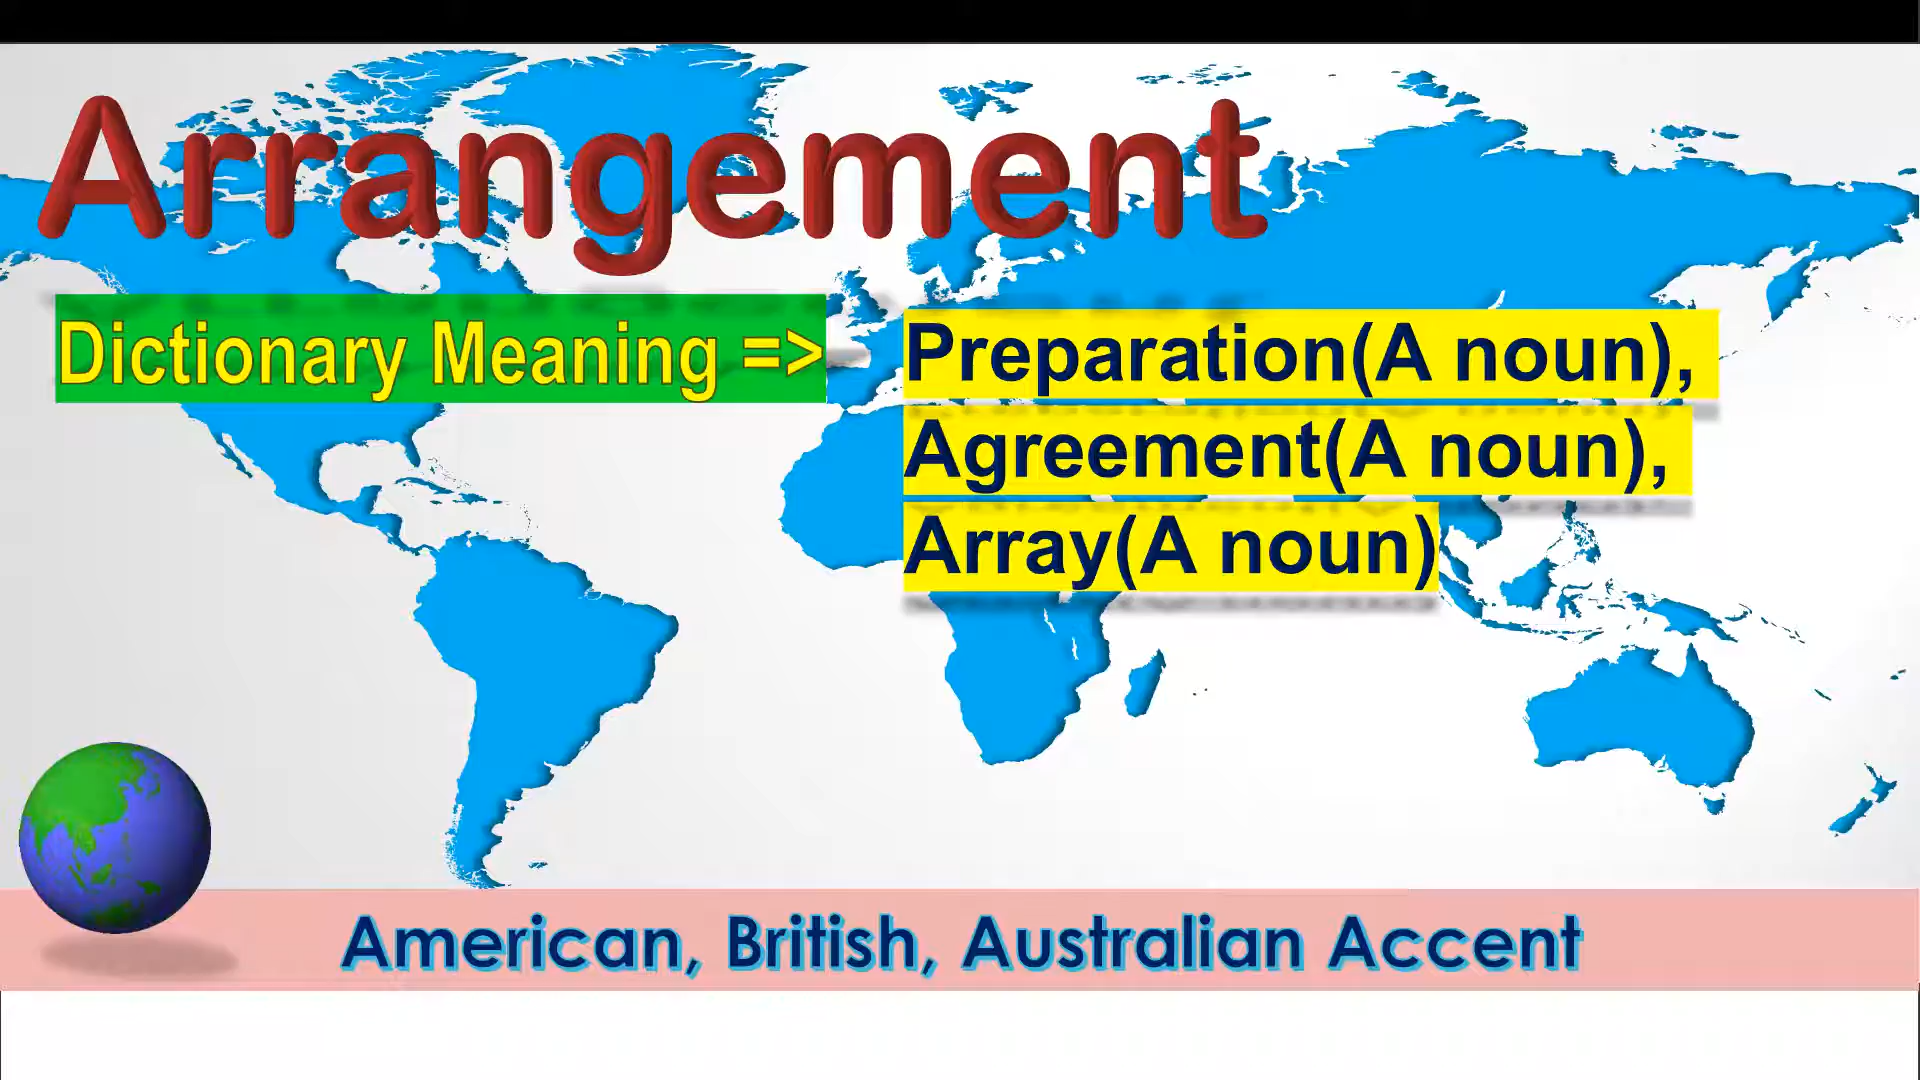 Arrangement
Dictionary Meaning =>
Preparation(A noun),
Agreement(A noun),
Array(A noun)
American, British, Australian Accent